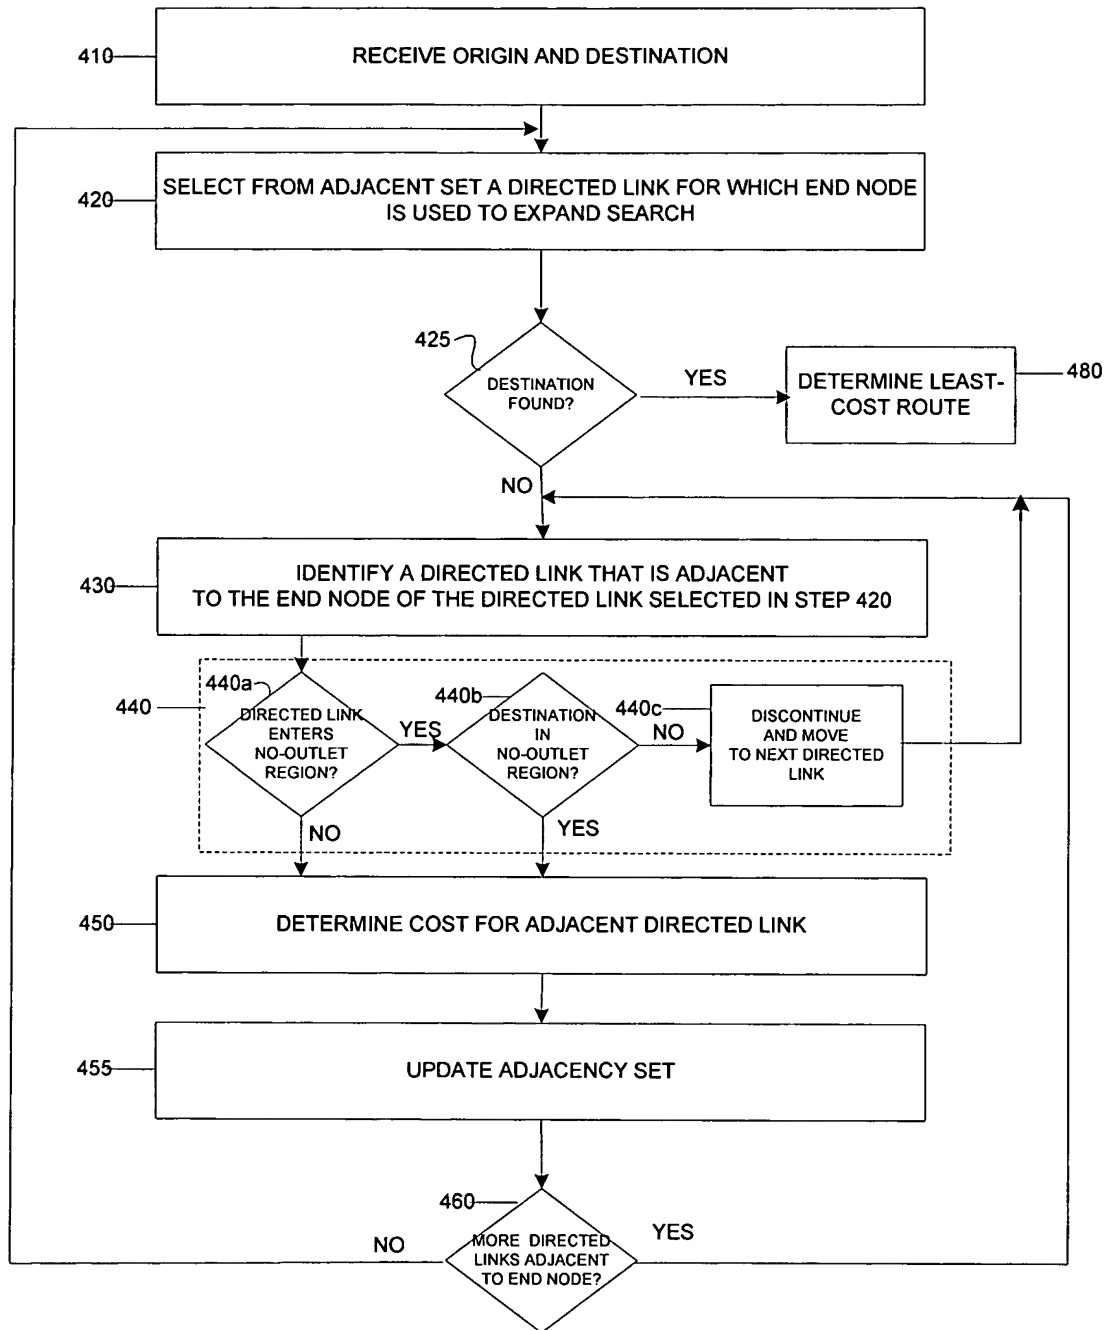 410
RECEIVE ORIGIN AND DESTINATION
420
SELECT FROM ADJACENT SET A DIRECTED LINK FOR WHICH END NODE
IS USED TO EXPAND SEARCH
425
DESTINATION
FOUND?
YES
DETERMINE LEAST-
COST ROUTE
480
NO
430
IDENTIFY A DIRECTED LINK THAT IS ADJACENT
TO THE END NODE OF THE DIRECTED LINK SELECTED IN STEP 420
440
440a
DIRECTED LINK
ENTERS
NO-OUTLET
REGION?
YES
440b
DESTINATION
IN
NO-OUTLET
REGION?
NO
440c
DISCONTINUE
AND MOVE
TO NEXT DIRECTED
LINK
NO
YES
450
DETERMINE COST FOR ADJACENT DIRECTED LINK
455
UPDATE ADJACENCY SET
460
NO
MORE DIRECTED
LINKS ADJACENT
TO END NODE?
YES